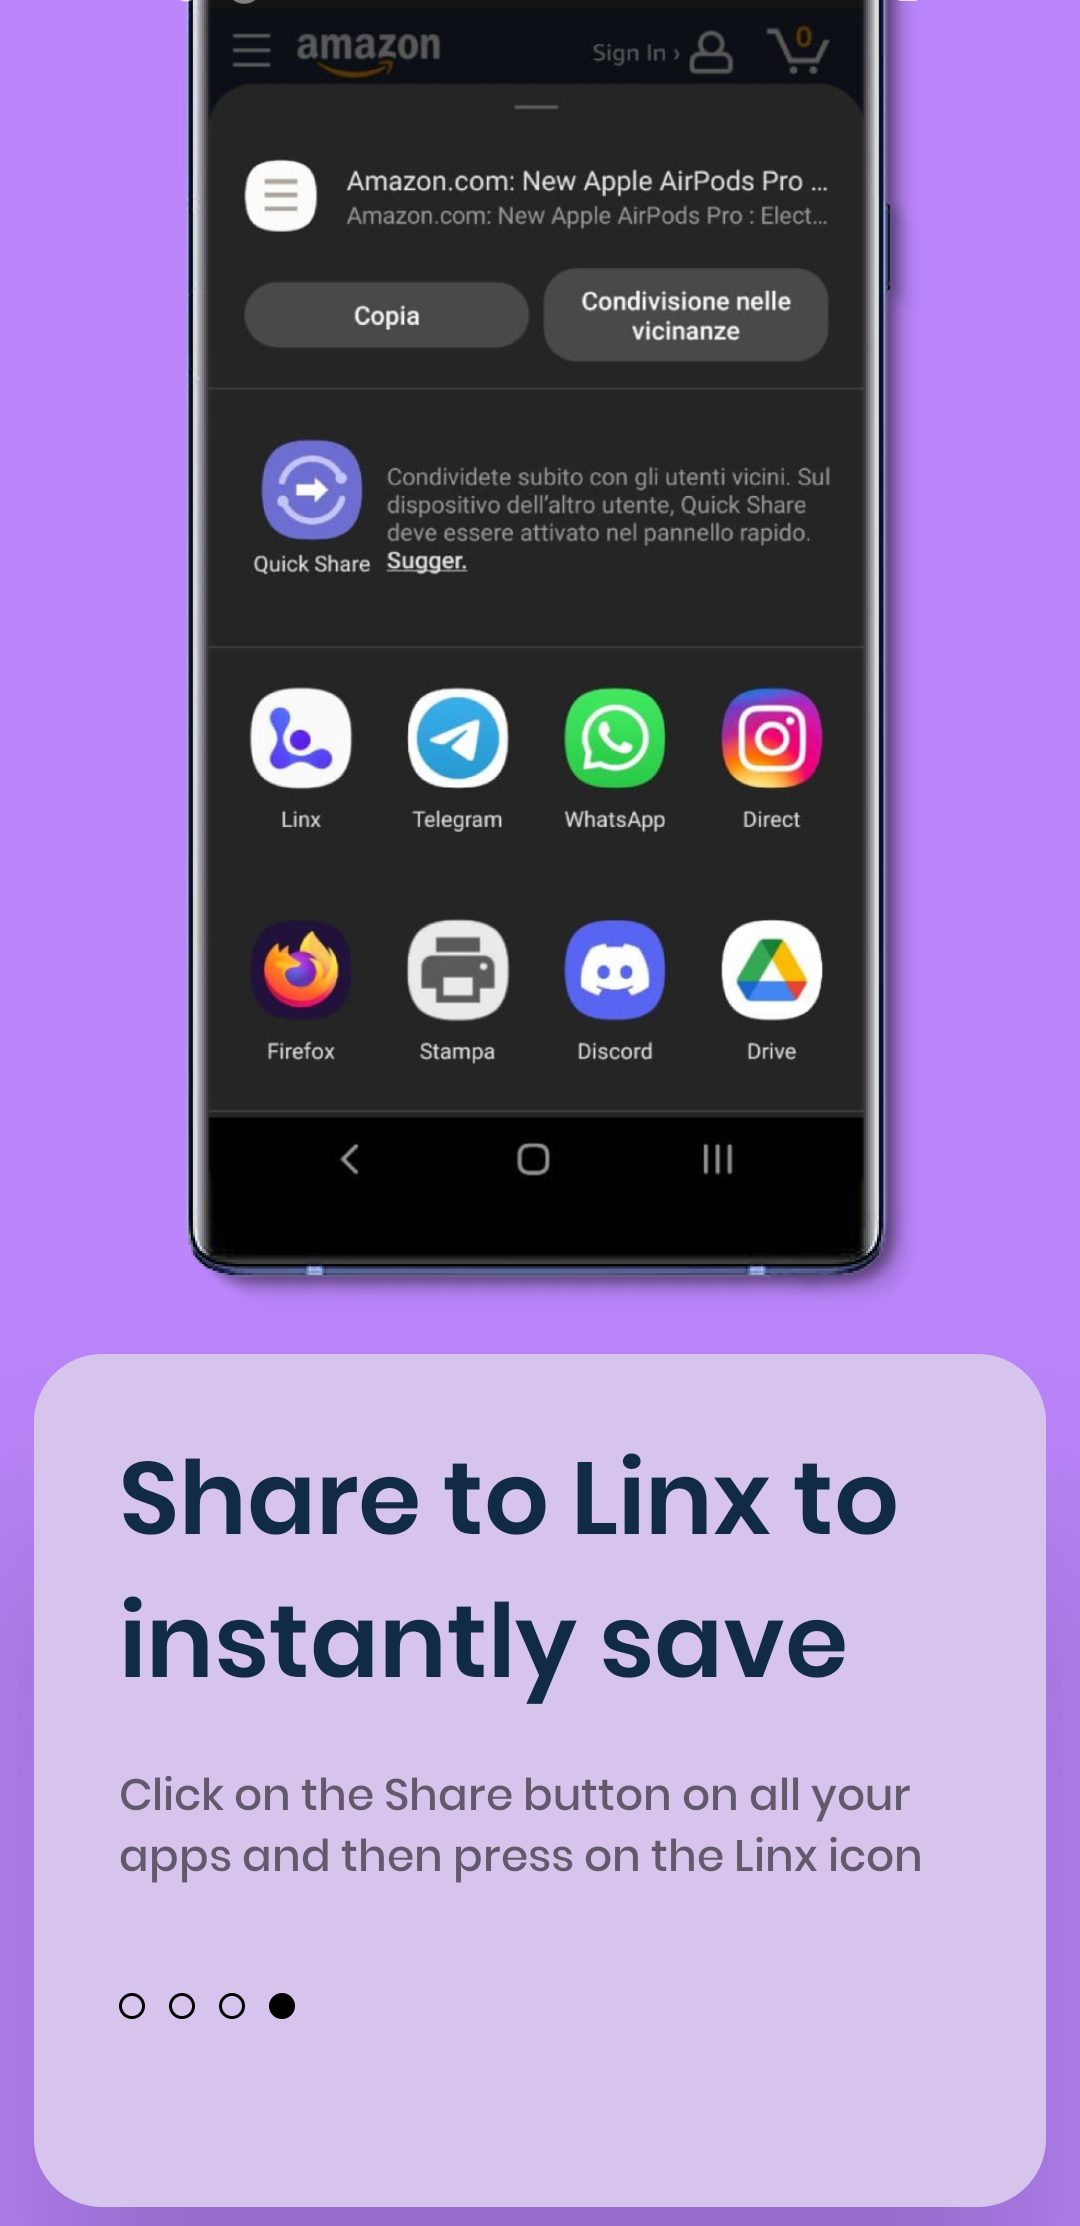 amazon
Sign In ›
0
Amazon.com: New Apple AirPods Pro ...
Amazon.com: New Apple AirPods Pro : Elect...
Copia
Condivisione nelle
vicinanze
Condividete subito con gli utenti vicini. Sul
dispositivo dell'altro utente, Quick Share
deve essere attivato nel pannello rapido.
Sugger.
Quick Share
Linx
Telegram
WhatsApp
Direct
Firefox
Stampa
Discord
Drive
Share to Linx to
instantly save
Click on the Share button on all your
apps and then press on the Linx icon